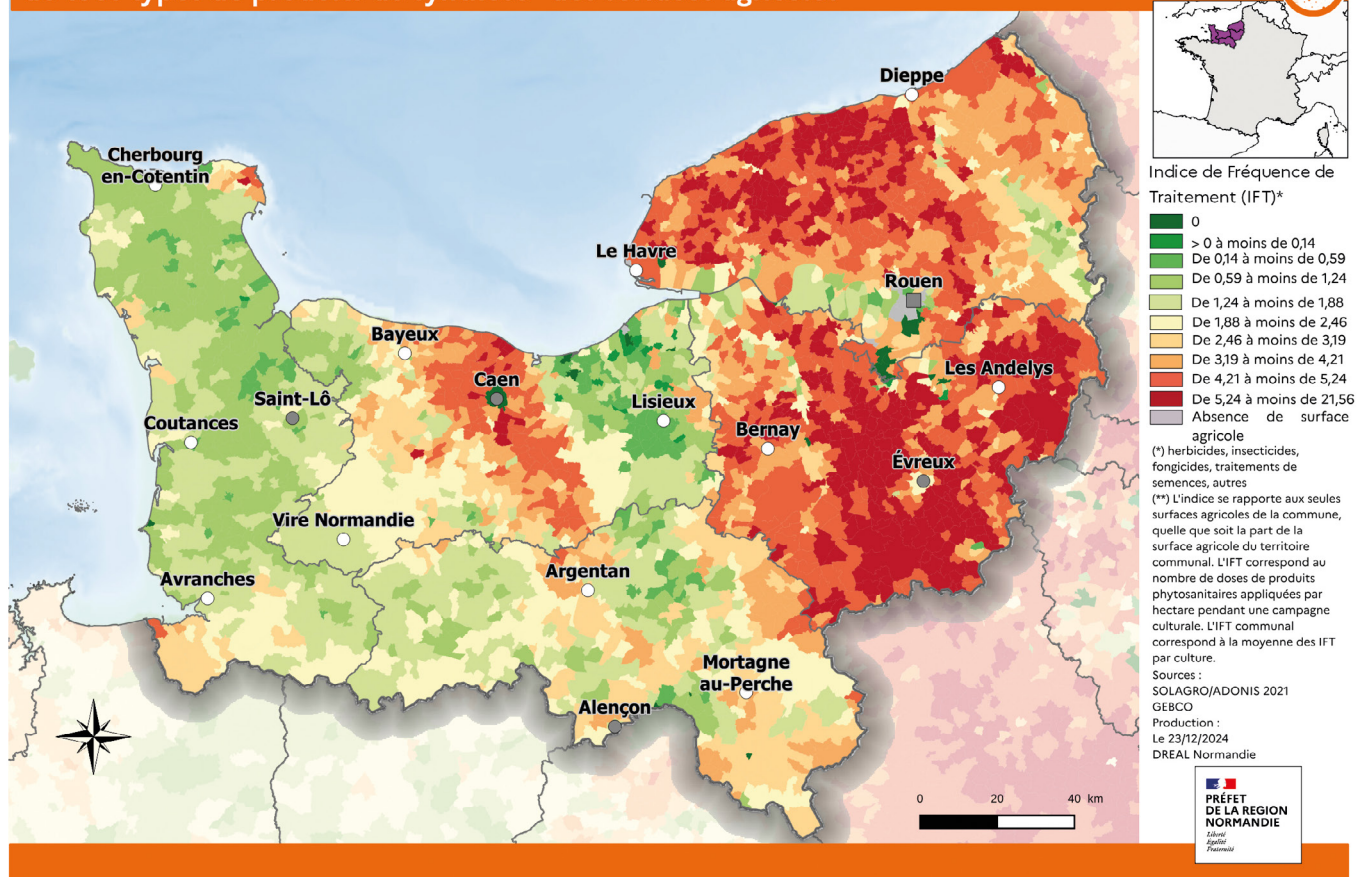 Dieppe
Cherbourg
en-Cotentin
Le Havre
Rouen
Bayeux
Caen
Les Andelys
Saint-Lô
Lisieux
Coutances
Bernay
Évreux
Vire Normandie
Argentan
Avranches
Mortagne
au-Perche
Alençon
0 20 40 km
Indice de Fréquence de
Traitement (IFT)*
0
> 0 à moins de 0,14
De 0,14 à moins de 0,59
De 0,59 à moins de 1,24
De 1,24 à moins de 1,88
De 1,88 à moins de 2,46
De 2,46 à moins de 3,19
De 3,19 à moins de 4,21
De 4,21 à moins de 5,24
De 5,24 à moins de 21,56
Absence de surface
agricole
(*) herbicides, insecticides,
fongicides, traitements de
semences, autres
(**) L'indice se rapporte aux seules
surfaces agricoles de la commune,
quelle que soit la part de la
surface agricole du territoire
communal. L'IFT correspond au
nombre de doses de produits
phytosanitaires appliquées par
hectare pendant une campagne
culturale. L'IFT communal
correspond à la moyenne des IFT
par culture.
Sources :
SOLAGRO/ADONIS 2021
GEBCO
Production :
Le 23/12/2024
DREAL Normandie
PRÉFET
DE LA REGION
NORMANDIE
Liberté
Égalité
Fraternité